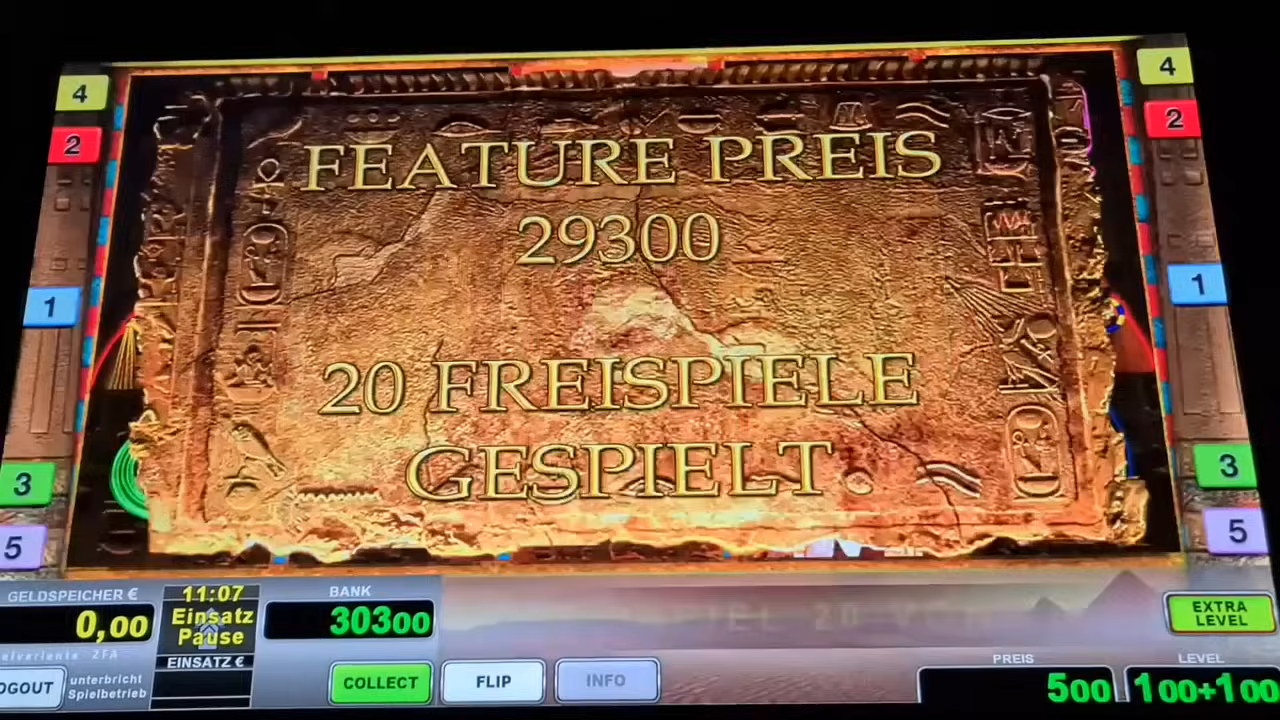 4
4
2
2
FEATURE PREIS
29300
1
1
20 FREISPIELE
GESPIELT
3
3
5
5
GELDSPEICHER €
0,00
11:07
Einsatz
Pause
EINSATZ €
BANK
30300
EXTRA
LEVEL
OGOUT
unterbricht
Spielbetrieb
COLLECT
FLIP
INFO
PREIS
500
LEVEL
100+100